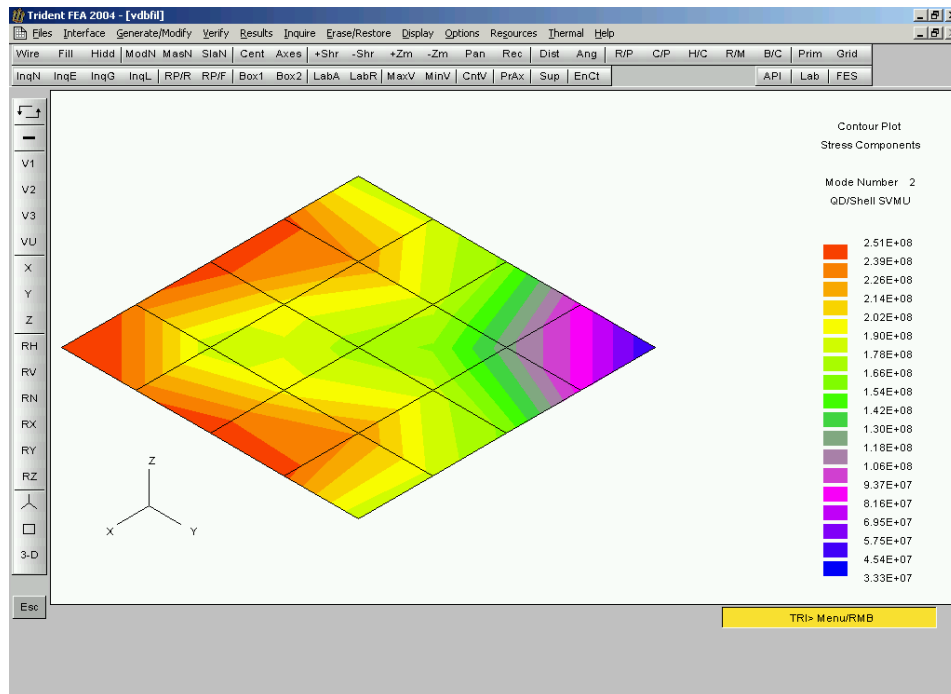 Trident FEA 2004 - [vdbfil]
Files Interface Generate/Modify Verify Results Inquire Erase/Restore Display Options Resources Thermal Help
Wire Fill Hidd ModN MasN SlaN Cent Axes +Shr -Shr +Zm -Zm Pan Rec Dist Ang R/P C/P H/C R/M B/C Prim Grid
InqN InqE InqG InqL RP/R RP/F Box1 Box2 LabA LabR MaxV MinV CntV PrAx Sup EnCt API Lab FES
V1
V2
V3
VU
X
Y
Z
RH
RV
RN
RX
RY
RZ
3-D
Esc
Z
X Y
Contour Plot
Stress Components
Mode Number 2
QD/Shell SVMU
2.51E+08
2.39E+08
2.26E+08
2.14E+08
2.02E+08
1.90E+08
1.78E+08
1.66E+08
1.54E+08
1.42E+08
1.30E+08
1.18E+08
1.06E+08
9.37E+07
8.16E+07
6.95E+07
5.75E+07
4.54E+07
3.33E+07
TRI> Menu/RMB